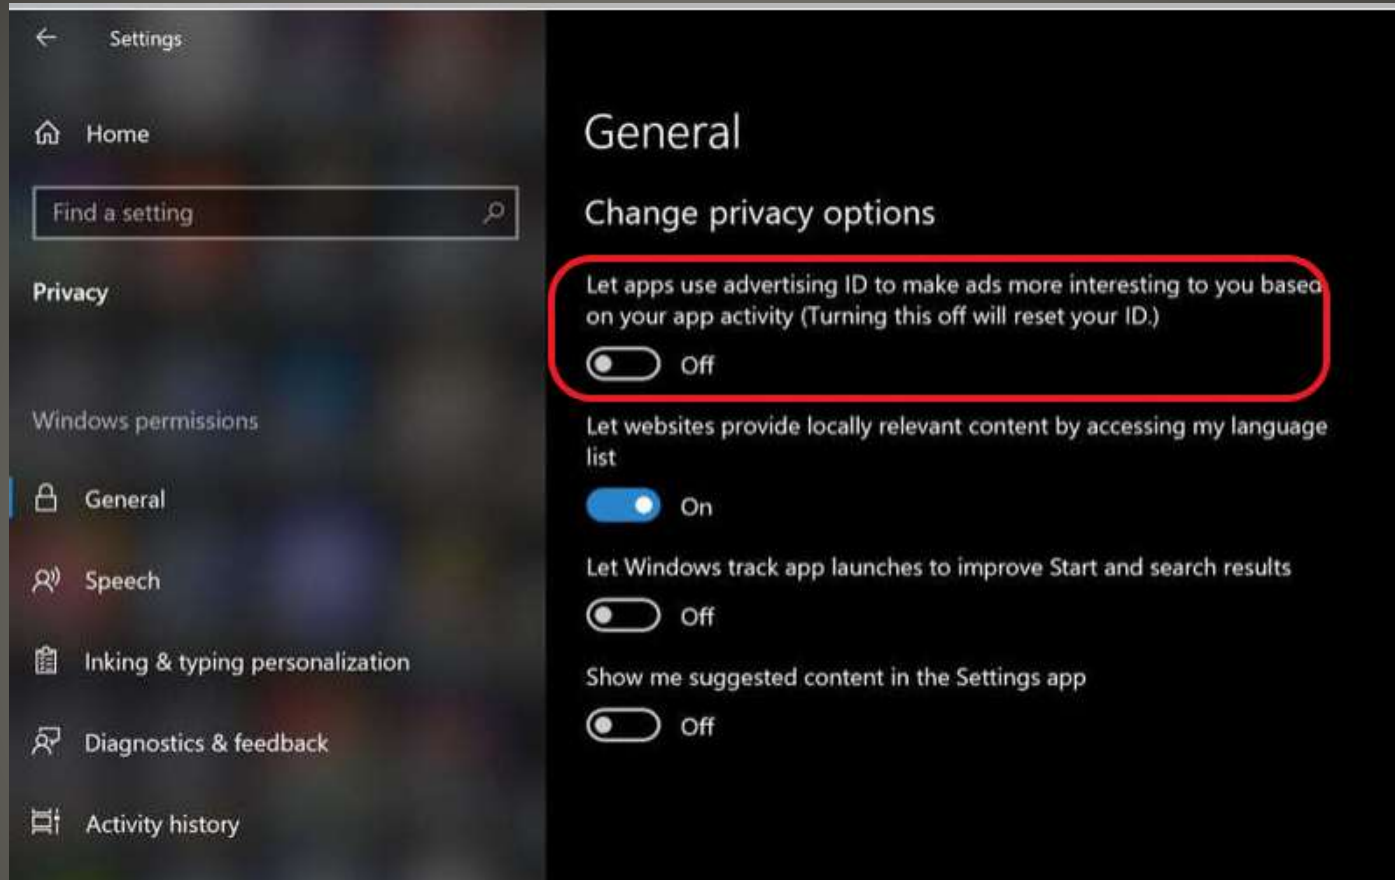 Settings
Home
Find a setting
Privacy
Windows permissions
General
Speech
Inking & typing personalization
Diagnostics & feedback
Activity history
General
Change privacy options
Let apps use advertising ID to make ads more interesting to you based
on your app activity (Turning this off will reset your ID.)
Off
Let websites provide locally relevant content by accessing my language
list
On
Let Windows track app launches to improve Start and search results
Off
Show me suggested content in the Settings app
Off